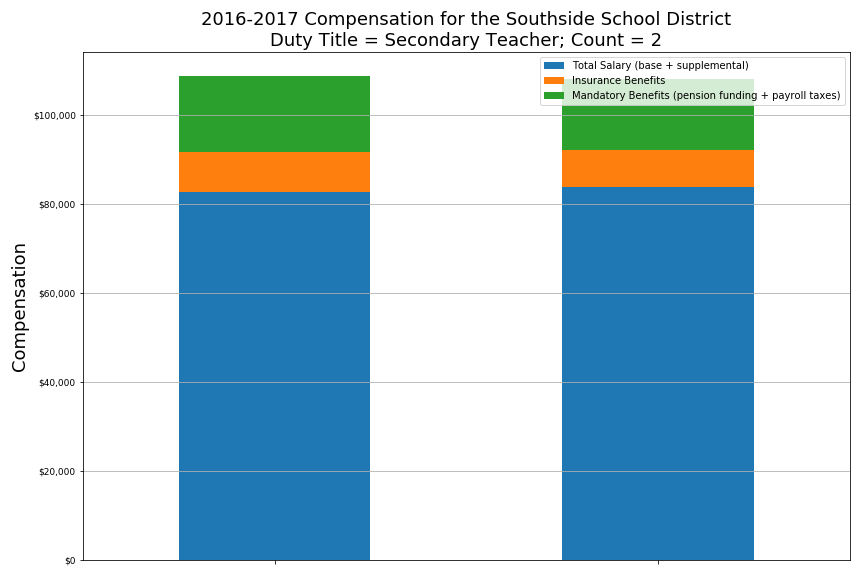 2016-2017 Compensation for the Southside School District
Duty Title = Secondary Teacher; Count = 2
Total Salary (base + supplemental)
Insurance Benefits
Mandatory Benefits (pension funding + payroll taxes)
Compensation
$100,000
$80,000
$60,000
$40,000
$20,000
$0